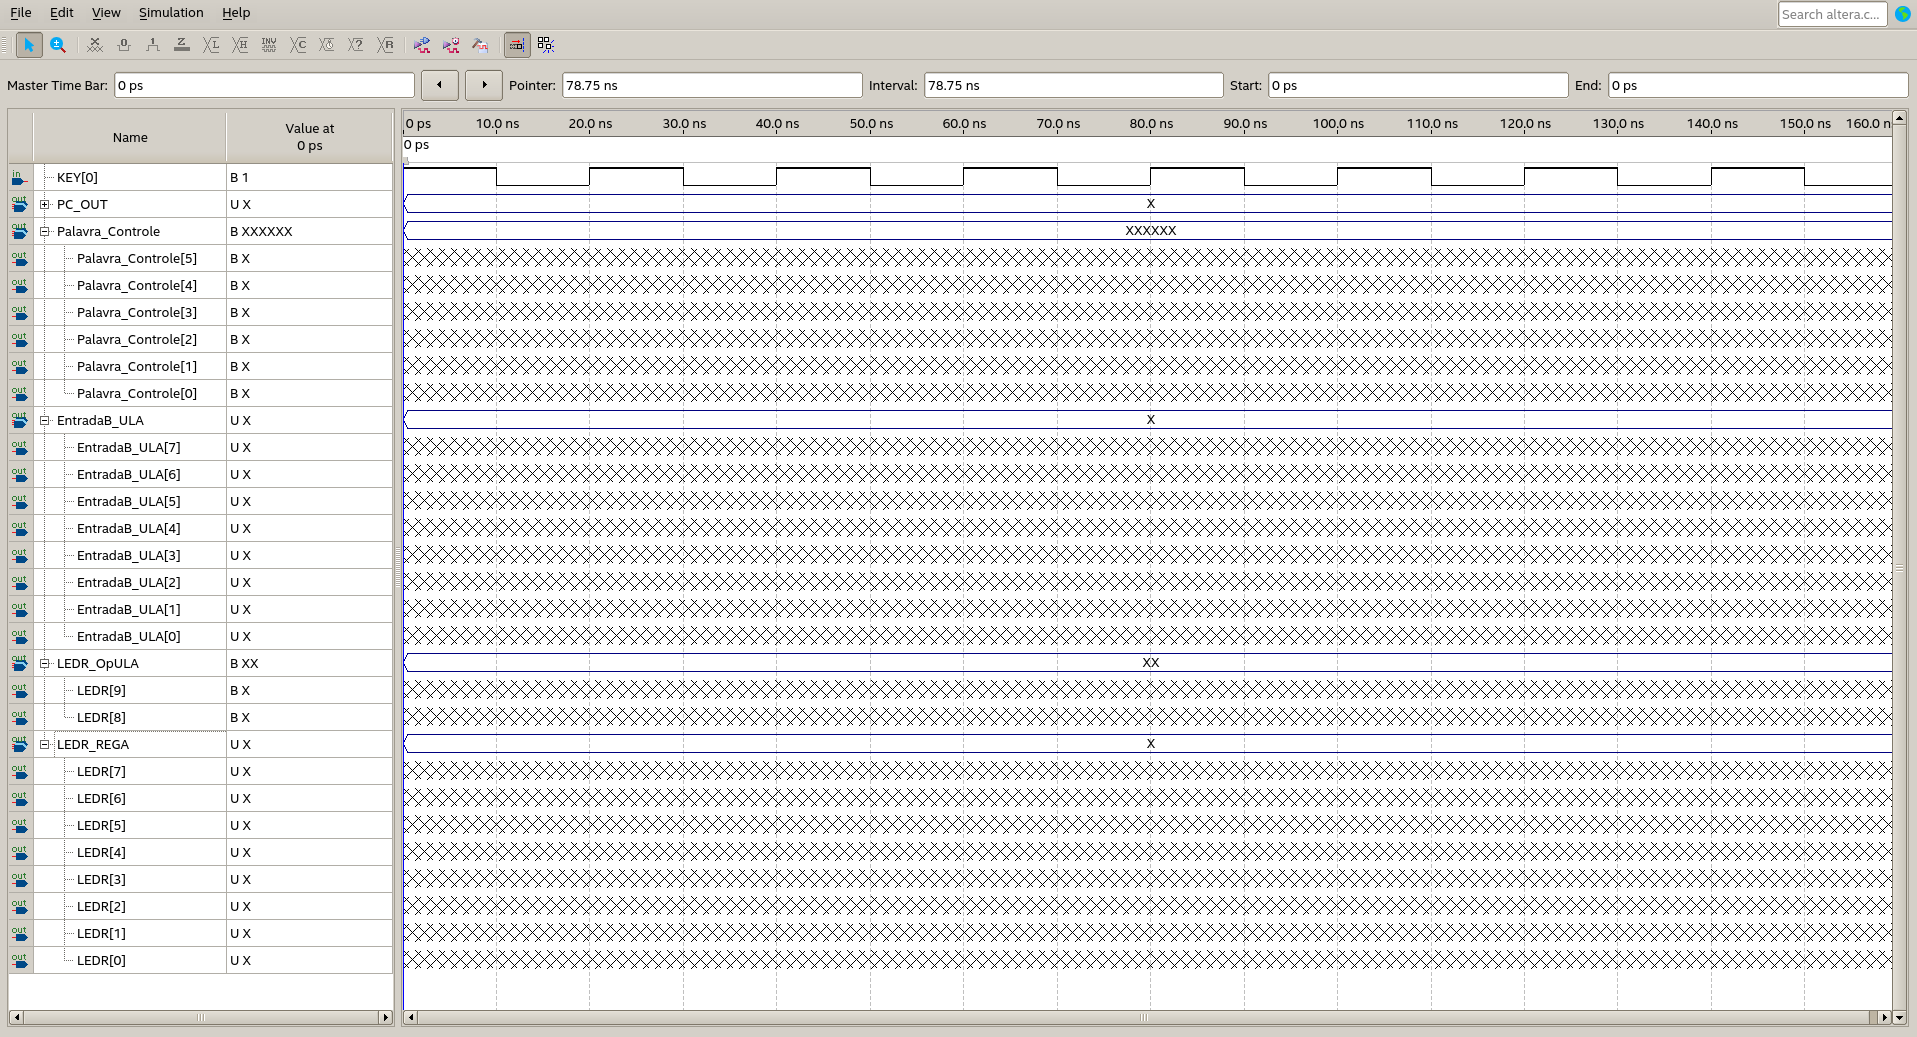 File Edit View Simulation Help Search altera.c...
Master Time Bar: 0 ps Pointer: 78.75 ns Interval: 78.75 ns Start: 0 ps End: 0 ps
Name Value at 0 ps
0 ps 10.0 ns 20.0 ns 30.0 ns 40.0 ns 50.0 ns 60.0 ns 70.0 ns 80.0 ns 90.0 ns 100.0 ns 110.0 ns 120.0 ns 130.0 ns 140.0 ns 150.0 ns 160.0 n
0 ps
in KEY[0] B 1
out PC_OUT U X X
out Palavra_Controle B XXXXXX XXXXXX
out Palavra_Controle[5] B X
out Palavra_Controle[4] B X
out Palavra_Controle[3] B X
out Palavra_Controle[2] B X
out Palavra_Controle[1] B X
out Palavra_Controle[0] B X
out EntradaB_ULA U X X
out EntradaB_ULA[7] U X
out EntradaB_ULA[6] U X
out EntradaB_ULA[5] U X
out EntradaB_ULA[4] U X
out EntradaB_ULA[3] U X
out EntradaB_ULA[2] U X
out EntradaB_ULA[1] U X
out EntradaB_ULA[0] U X
out LEDR_OpULA B XX XX
out LEDR[9] B X
out LEDR[8] B X
out LEDR_REGA U X X
out LEDR[7] U X
out LEDR[6] U X
out LEDR[5] U X
out LEDR[4] U X
out LEDR[3] U X
out LEDR[2] U X
out LEDR[1] U X
out LEDR[0] U X